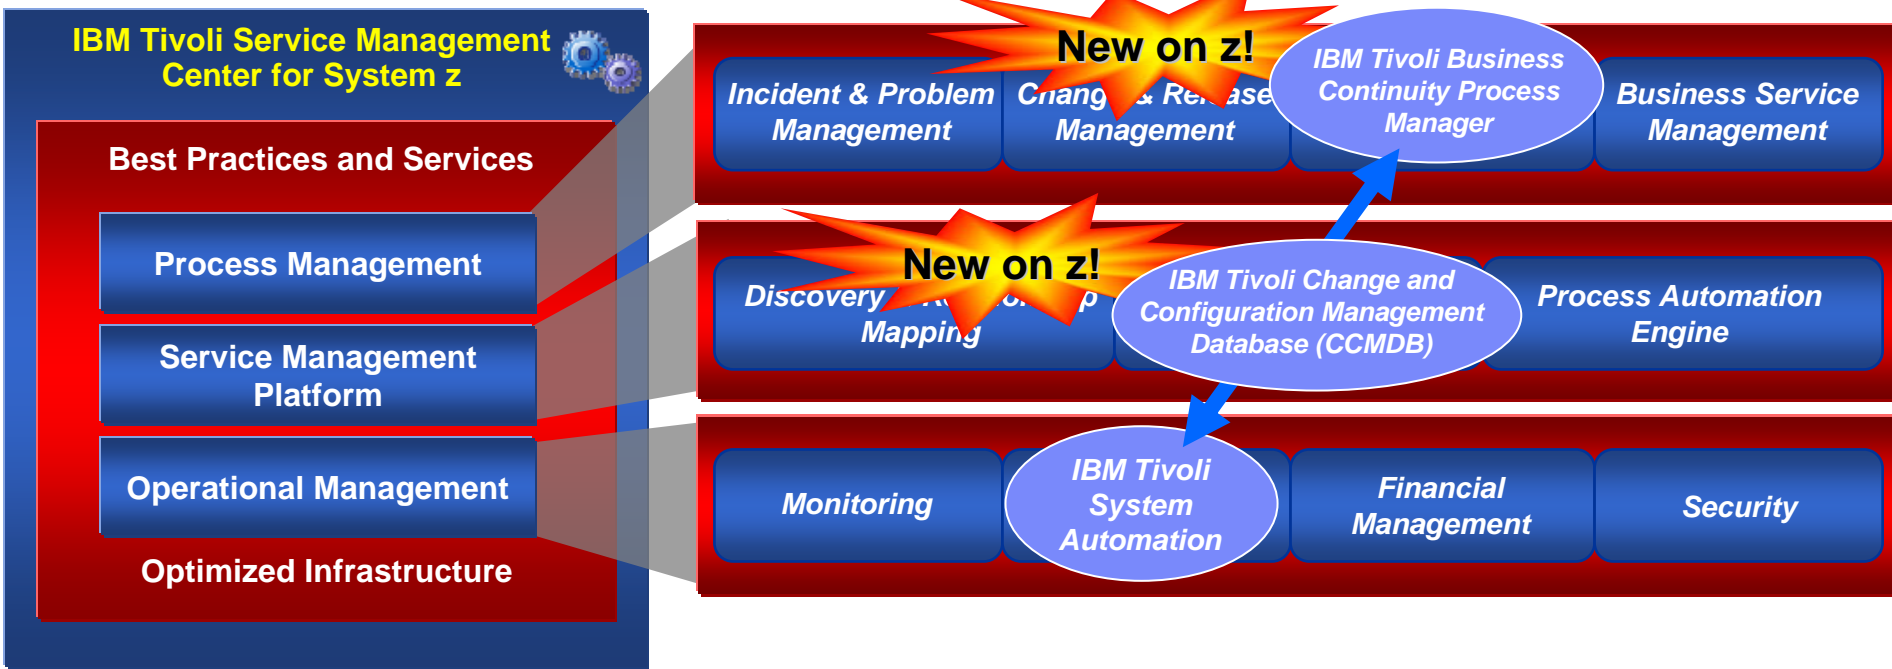 IBM Tivoli Service Management
Center for System z
Best Practices and Services
Process Management
Service Management
Platform
Operational Management
Optimized Infrastructure
New on z!
Incident & Problem
Management
Change & Release
Management
IBM Tivoli Business
Continuity Process
Manager
Business Service
Management
New on z!
Discovery
Mapping
IBM Tivoli Change and
Configuration Management
Database (CCMDB)
Process Automation
Engine
Monitoring
IBM Tivoli
System
Automation
Financial
Management
Security